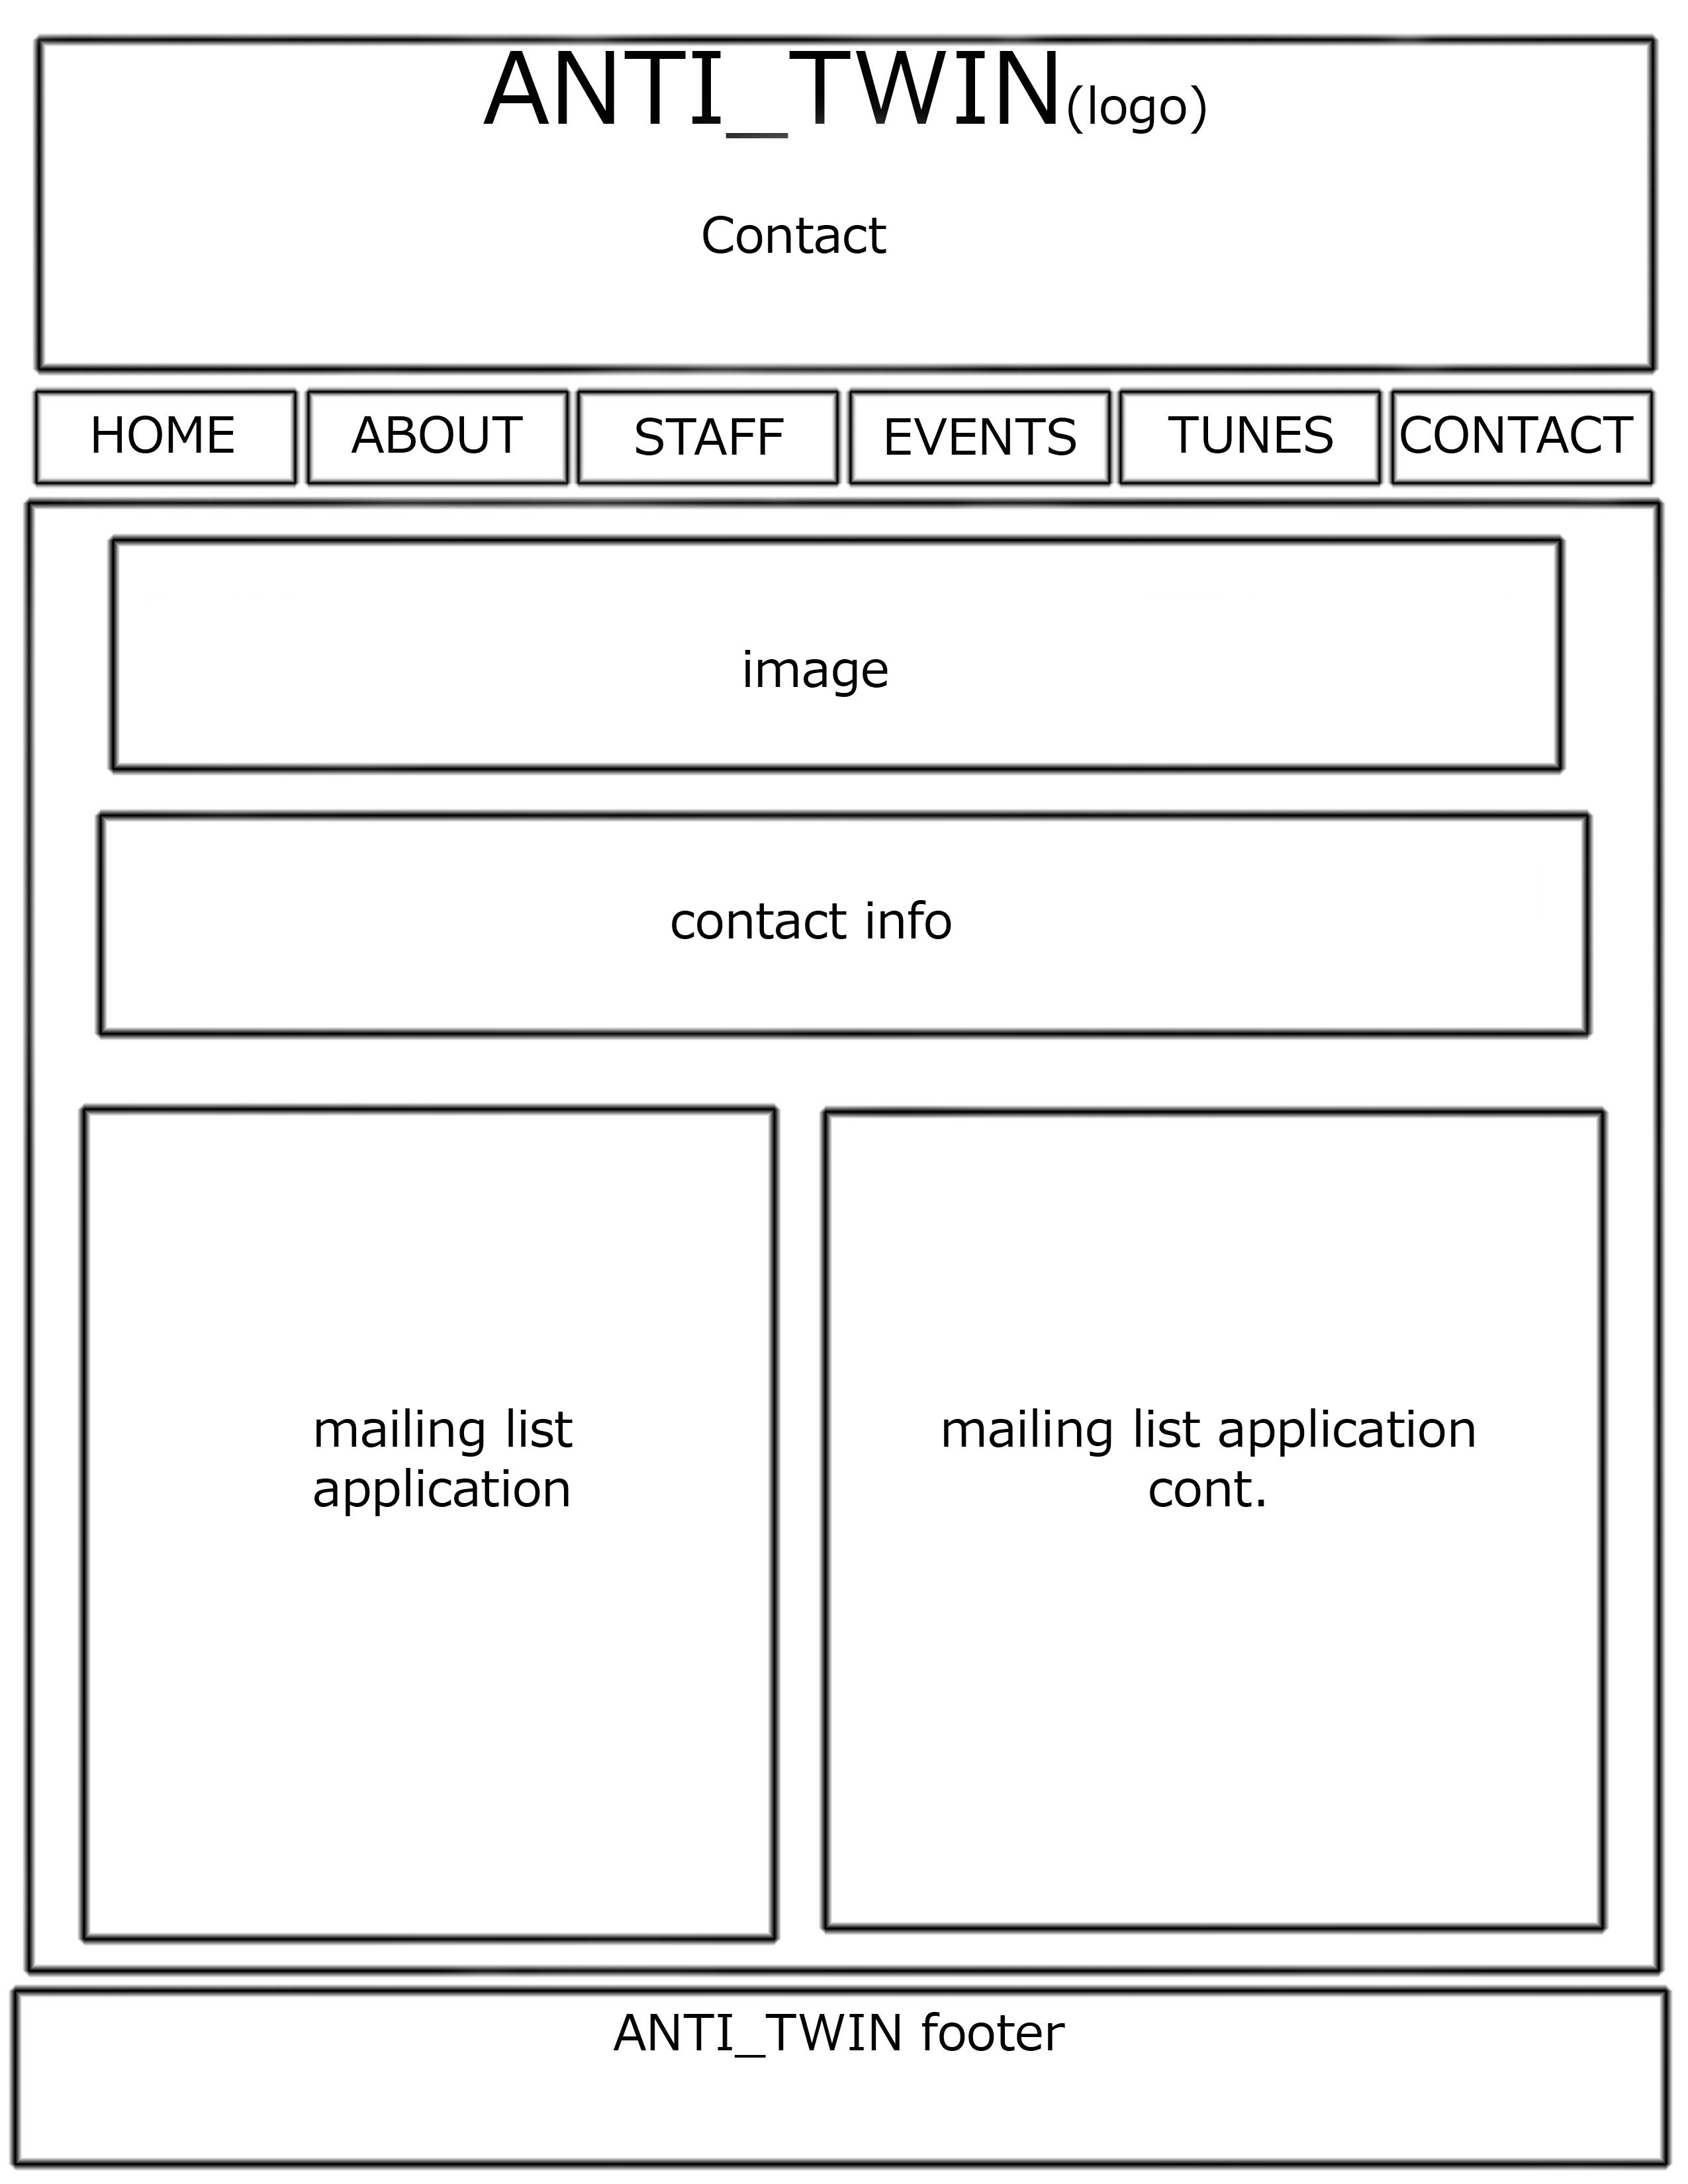 ANTI_TWIN(logo)
Contact
HOME ABOUT STAFF EVENTS TUNES CONTACT
image
contact info
mailing list
application
mailing list application
cont.
ANTI_TWIN footer